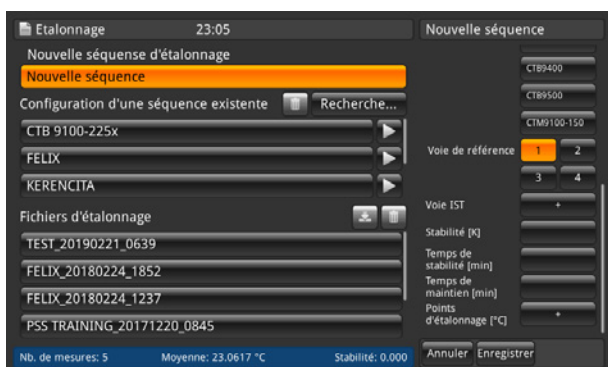 Etalonnage 23:05
Nouvelle séquense d'étalonnage
Nouvelle séquence
Configuration d'une séquence existente Recherche...
CTB 9100-225x
FELIX
KERENCITA
Fichiers d'étalonnage
TEST_20190221_0639
FELIX_20180224_1852
FELIX_20180224_1237
PSS TRAINING_20171220_0845
Nb. de mesures: 5 Moyenne: 23.0617 °C Stabilité: 0.000
Nouvelle séquence
CTB9400
CTB9500
CTM9100-150
Voie de référence 1 2
3 4
Voie IST +
Stabilité [K]
Temps de
stabilité [min]
Temps de
maintien [min]
Points
d'étalonnage [°C] +
Annuler Enregistrer